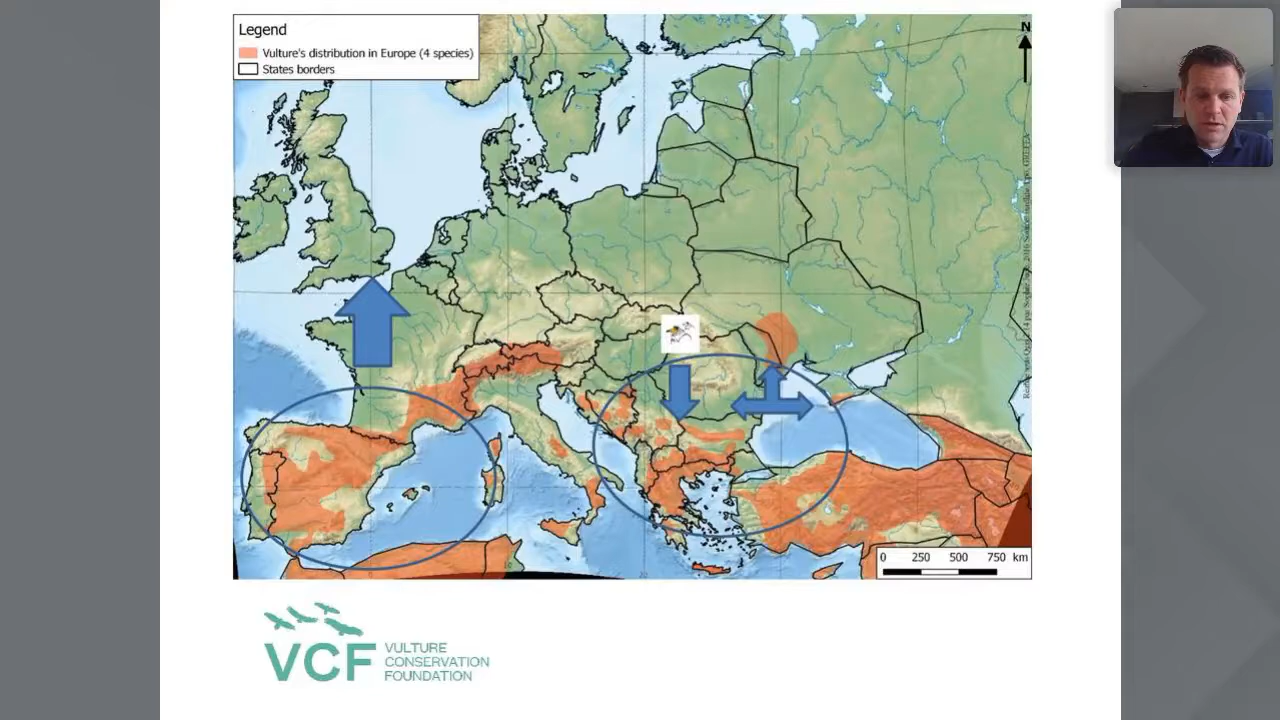 Legend
Vulture's distribution in Europe (4 species)
States borders
N
0 250 500 750 km
VCF
VULTURE
CONSERVATION
FOUNDATION